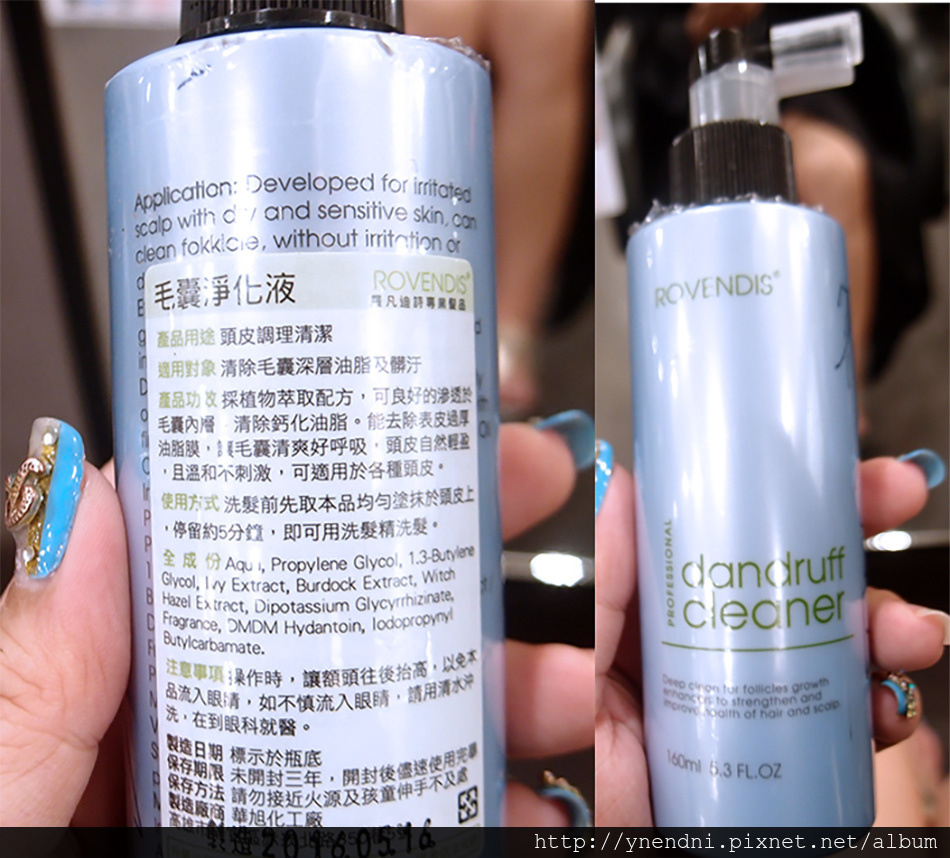 Application: Developed for irritated
scalp with dry and sensitive skin, can
clean fokkicie, without irritation or
毛囊淨化液
ROVENDIS®
羅凡迪詩專業髮品
產品用途 頭皮調理清潔
適用對象 清除毛囊深層油脂及髒汙
產品功效 採植物萃取配方，可良好的滲透於
毛囊內層，清除鈣化油脂。能去除表皮過厚
油脂膜，讓毛囊清爽好呼吸，頭皮自然輕盈
，且溫和不刺激，可適用於各種頭皮。
使用方式 洗髮前先取本品均勻塗抹於頭皮上
，停留約5分鐘，即可用洗髮精洗髮。
全成份 Aqua, Propylene Glycol, 1.3-Butylene
Glycol, Ivy Extract, Burdock Extract, Witch
Hazel Extract, Dipotassium Glycyrrhizinate,
Fragrance, DMDM Hydantoin, Iodopropynyl
Butylcarbamate.
注意事項 操作時，讓額頭往後抬高，以免本
品流入眼睛，如不慎流入眼睛，請用清水沖
洗，在到眼科就醫。
製造日期 標示於瓶底
保存期限 未開封三年，開封後儘速使用完畢
保存方法 請勿接近火源及孩童伸手不及處
製造廠商 華旭化工廠
高雄市
製造 2016.05.16
ROVENDIS®
PROFESSIONAL
dandruff
cleaner
Deep clean for follicles growth
enhancers to strengthen and
improve health of hair and scalp.
160ml 5.3 FL.OZ
http://ynendni.pixnet.net/album